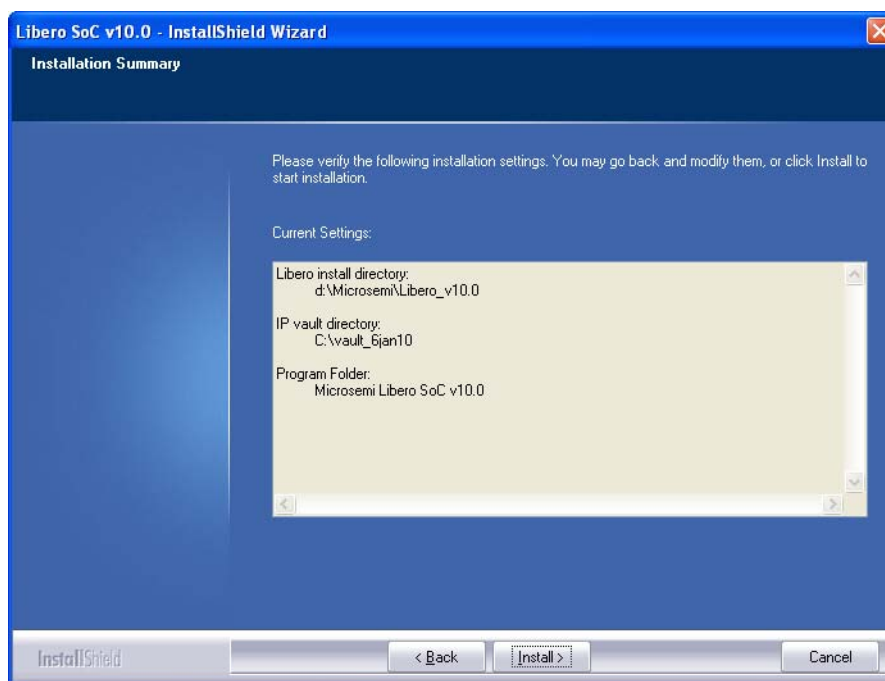 Libero SoC v10.0 - InstallShield Wizard
Installation Summary
Please verify the following installation settings. You may go back and modify them, or click Install to
start installation.
Current Settings:
Libero install directory:
d:\Microsemi\Libero_v10.0
IP vault directory:
C:\vault_6jan10
Program Folder:
Microsemi Libero SoC v10.0
InstallShield
< Back
Install >
Cancel